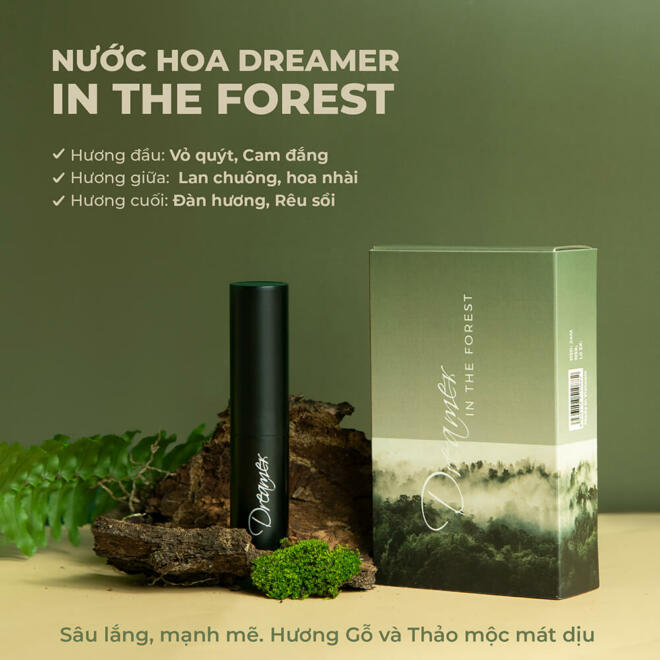 NƯỚC HOA DREAMER
IN THE FOREST
Hương đầu: Vỏ quýt, Cam đắng
Hương giữa: Lan chuông, hoa nhài
Hương cuối: Đàn hương, Rêu sồi
Dreamer
IN THE FOREST
Dreamer
Sâu lắng, mạnh mẽ. Hương Gỗ và Thảo mộc mát dịu